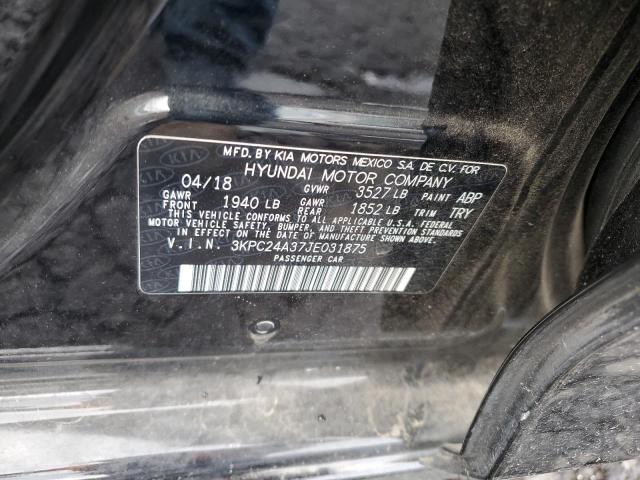 MFD. BY KIA MOTORS MEXICO S.A. DE C.V. FOR
HYUNDAI MOTOR COMPANY
04/18 GVWR 3527 LB PAINT ABP
GAWR FRONT 1940 LB GAWR REAR 1852 LB TRIM TRY
THIS VEHICLE CONFORMS TO ALL APPLICABLE U.S.A. FEDERAL
MOTOR VEHICLE SAFETY, BUMPER, AND THEFT PREVENTION STANDARDS
IN EFFECT ON THE DATE OF MANUFACTURE SHOWN ABOVE.
V.I.N. 3KPC24A37JE031875
PASSENGER CAR